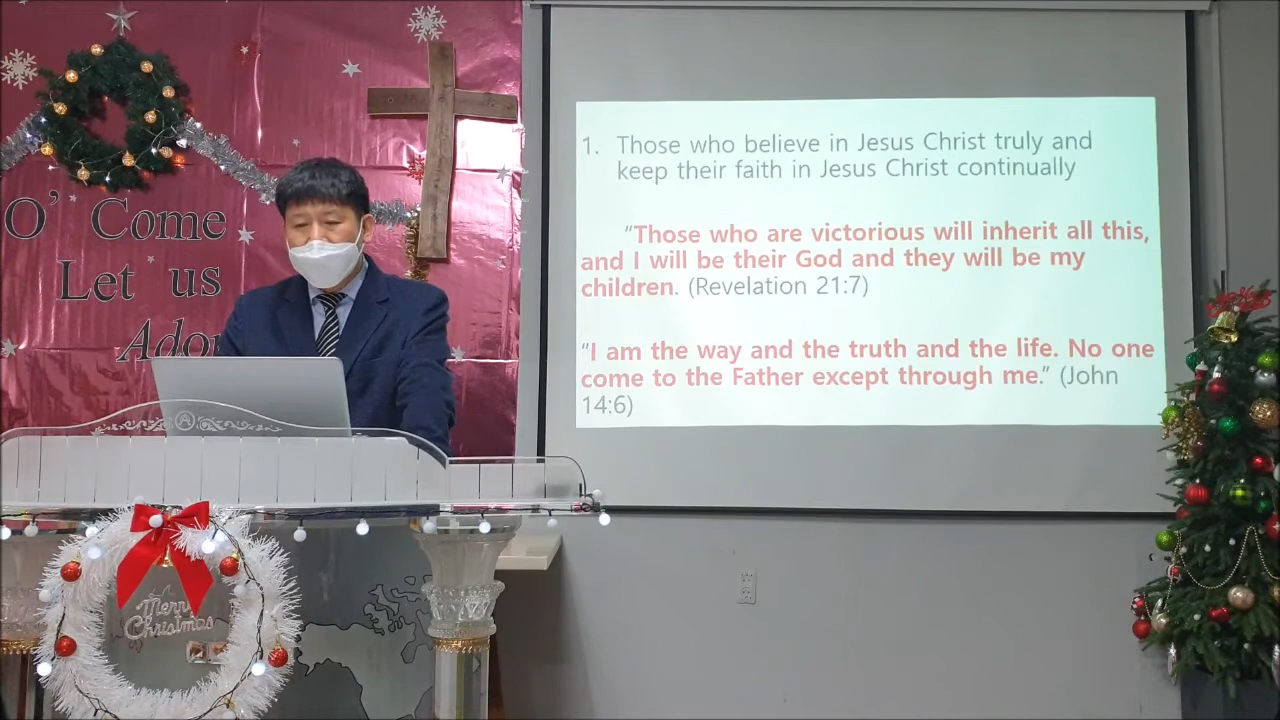 O' Come
Let us
1. Those who believe in Jesus Christ truly and
keep their faith in Jesus Christ continually
“Those who are victorious will inherit all this,
and I will be their God and they will be my
children. (Revelation 21:7)
“I am the way and the truth and the life. No one
come to the Father except through me.” (John
14:6)
Merry
Christmas